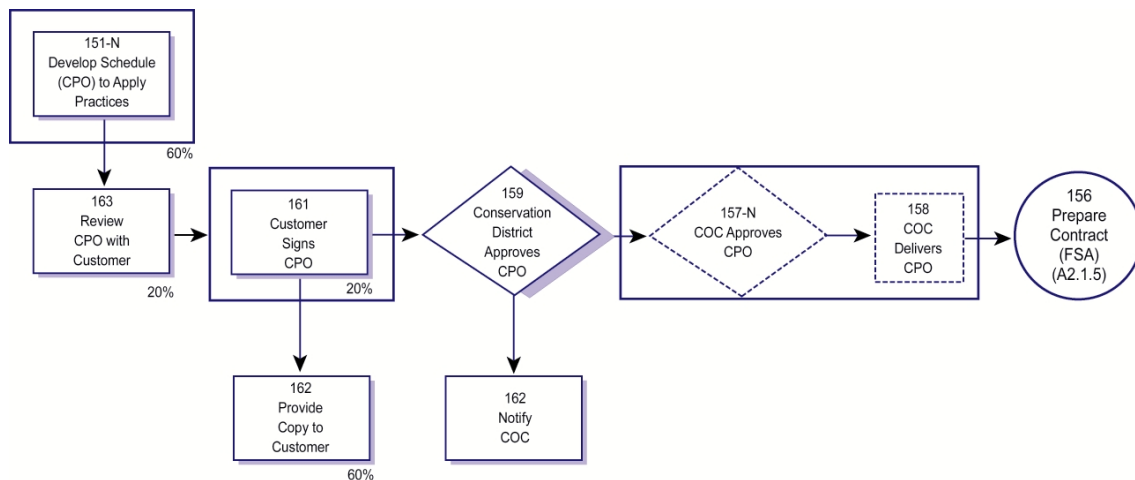 151-N
Develop Schedule
(CPO) to Apply
Practices
60%
163
Review
CPO with
Customer
20%
161
Customer
Signs
CPO
20%
159
Conservation
District
Approves
CPO
157-N
COC Approves
CPO
158
COC
Delivers
CPO
156
Prepare
Contract
(FSA)
(A2.1.5)
162
Provide
Copy to
Customer
60%
162
Notify
COC